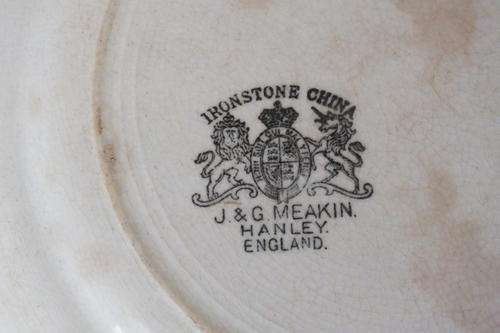 IRONSTONE CHINA
J. & G. MEAKIN.
HANLEY.
ENGLAND.